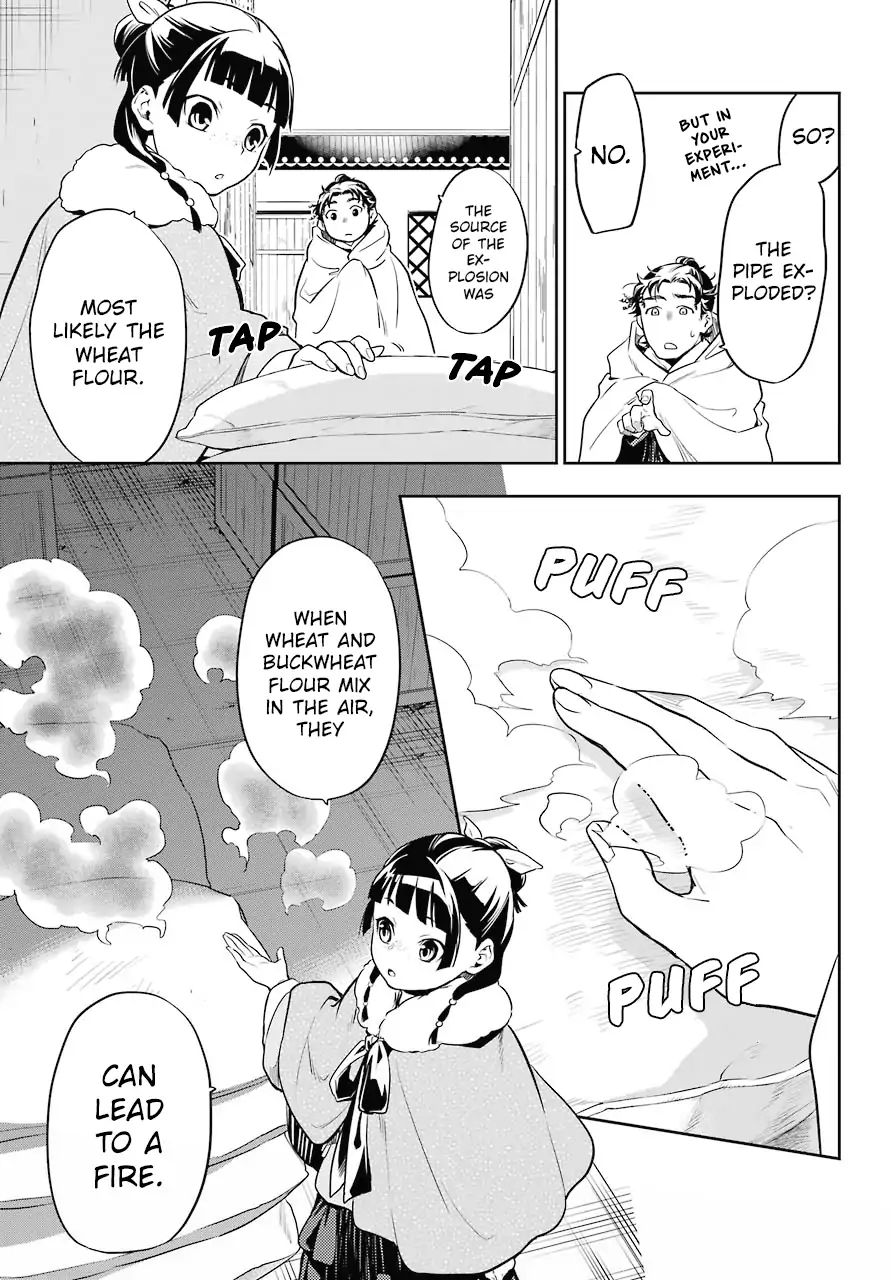 SO?
THE
PIPE EX-
PLODED?
BUT IN
YOUR
EXPERI-
MENT...
NO.
THE
SOURCE
OF THE
EX-
PLOSION
WAS
MOST
LIKELY THE
WHEAT
FLOUR.
TAP
TAP
PUFF
PUFF
WHEN
WHEAT AND
BUCKWHEAT
FLOUR MIX
IN THE AIR,
THEY
CAN
LEAD
TO A
FIRE.